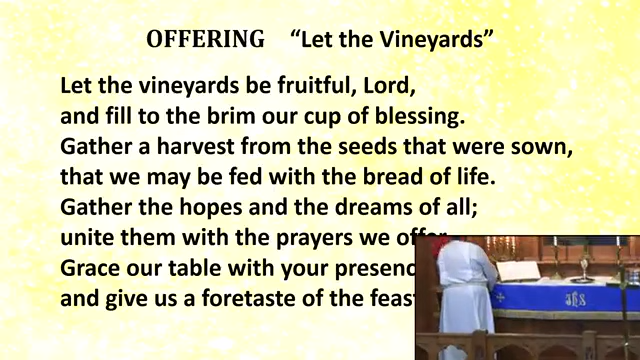 OFFERING “Let the Vineyards”
Let the vineyards be fruitful, Lord,
and fill to the brim our cup of blessing.
Gather a harvest from the seeds that were sown,
that we may be fed with the bread of life.
Gather the hopes and the dreams of all;
unite them with the prayers we
Grace our table with your
and give us a foretaste of the
IHS